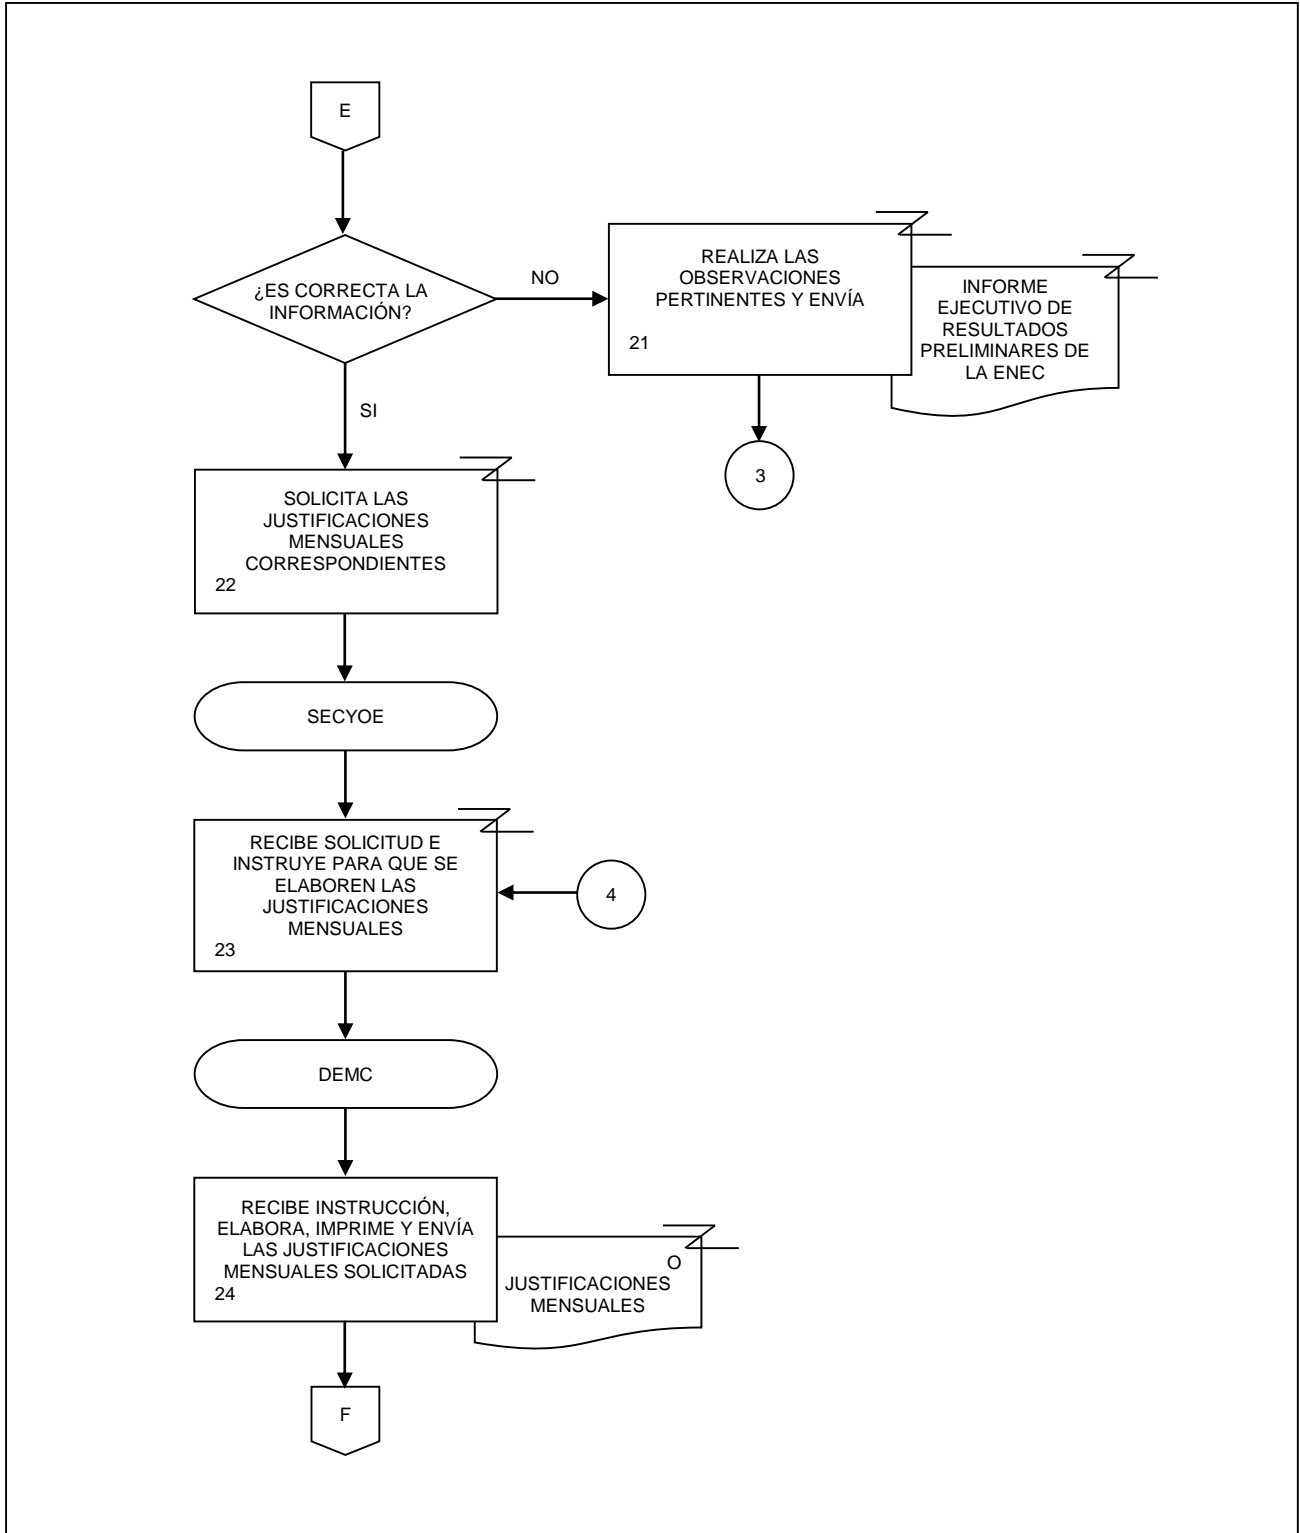 E
¿ES CORRECTA LA
INFORMACIÓN?
NO
REALIZA LAS
OBSERVACIONES
PERTINENTES Y ENVÍA
21
INFORME
EJECUTIVO DE
RESULTADOS
PRELIMINARES DE
LA ENEC
SI
3
SOLICITA LAS
JUSTIFICACIONES
MENSUALES
CORRESPONDIENTES
22
SECYOE
RECIBE SOLICITUD E
INSTRUYE PARA QUE SE
ELABOREN LAS
JUSTIFICACIONES
MENSUALES
23
4
DEMC
RECIBE INSTRUCCIÓN,
ELABORA, IMPRIME Y ENVÍA
LAS JUSTIFICACIONES
MENSUALES SOLICITADAS
24
O
JUSTIFICACIONES
MENSUALES
F